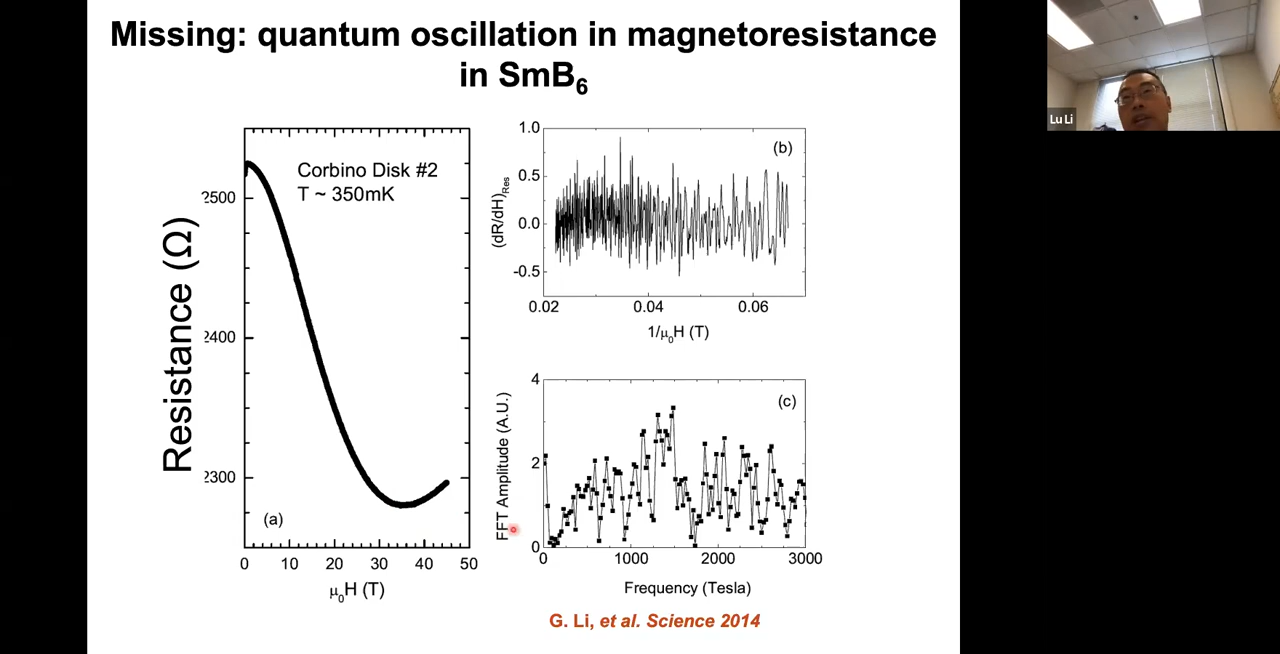 Missing: quantum oscillation in magnetoresistance
in SmB6
Lu Li
Corbino Disk #2
T ~ 350mK
Resistance (Ω)
2500
2400
2300
(a)
0 10 20 30 40 50
μ0H (T)
(b)
(dR/dH)Res
1.0
0.5
0.0
-0.5
0.02 0.04 0.06
1/μ0H (T)
(c)
FFT Amplitude (A.U.)
4
2
0
0 1000 2000 3000
Frequency (Tesla)
G. Li, et al. Science 2014